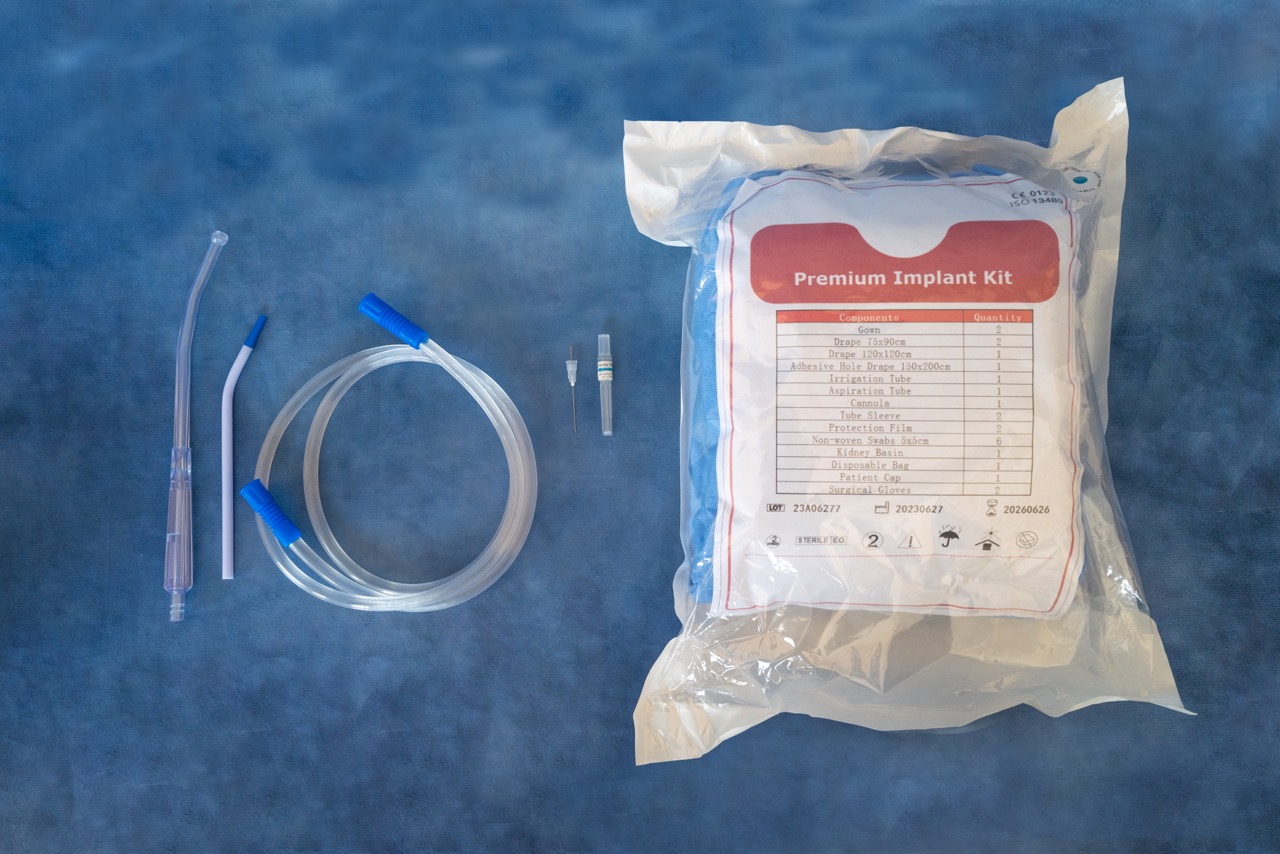 CE 0123
ISO 13485
Premium Implant Kit
Components Quantity
Gown 2
Drape 75x90cm 2
Drape 120x120cm 1
Adhesive Hole Drape 150x200cm 1
Irrigation Tube 1
Aspiration Tube 1
Cannula 1
Tube Sleeve 2
Protection Film 2
Non-woven Swabs 5x5cm 6
Kidney Basin 1
Disposable Bag 1
Patient Cap 1
Surgical Gloves 2
LOT 23A06277 20230627 20260626
2 STERILE EO 2